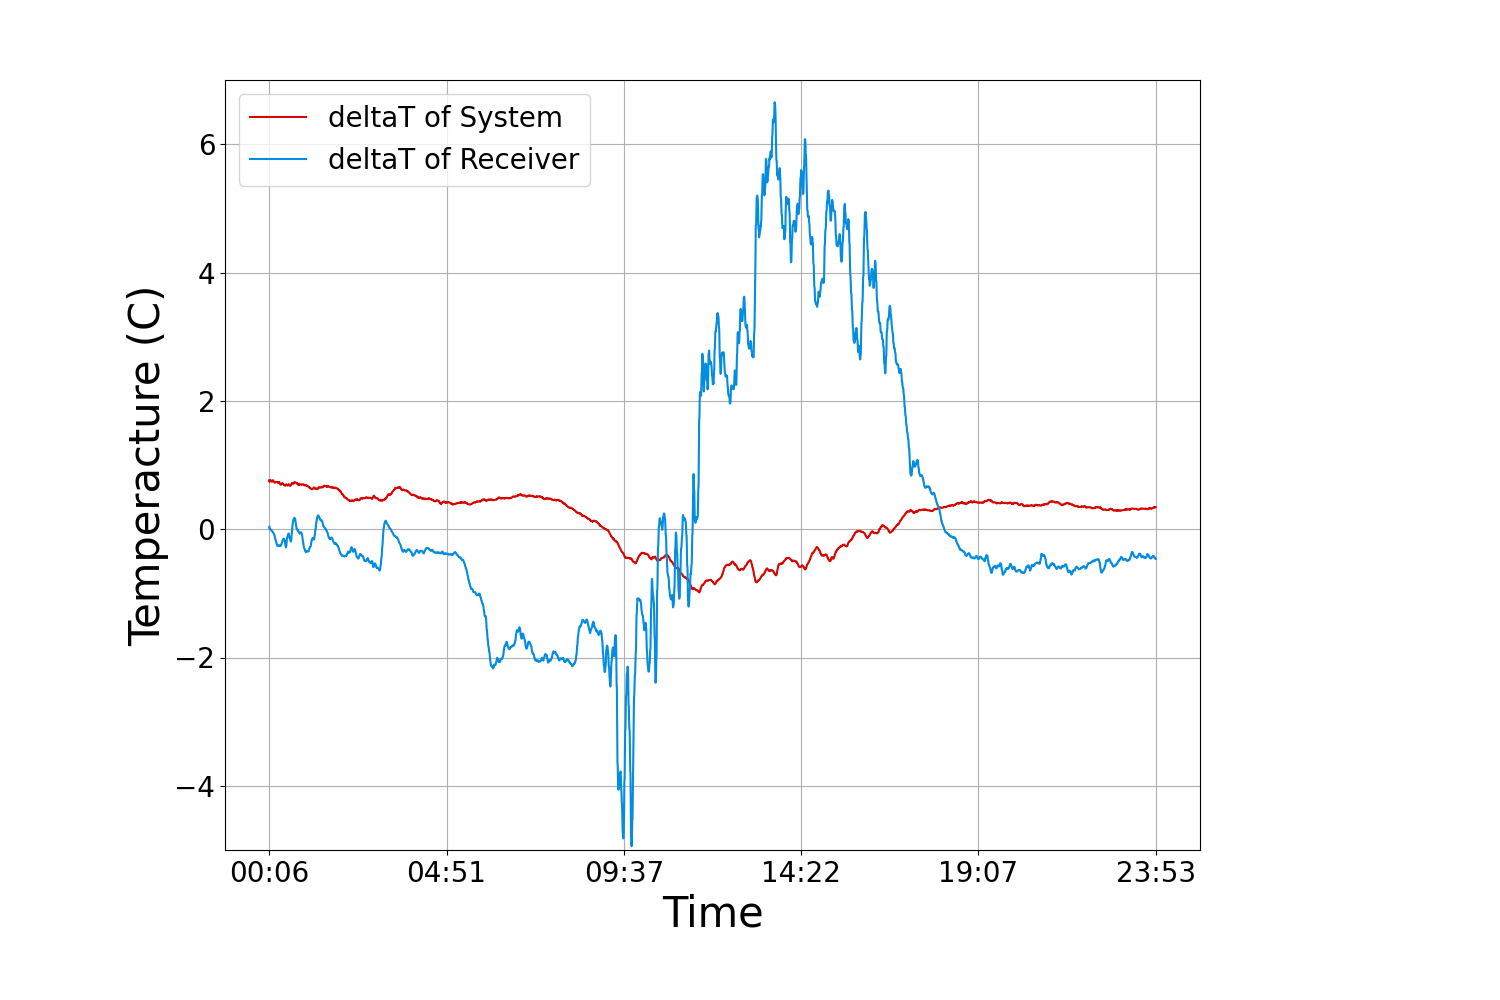 deltaT of System
deltaT of Receiver
6
4
2
0
−2
−4
Temperacture (C)
00:06 04:51 09:37 14:22 19:07 23:53
Time